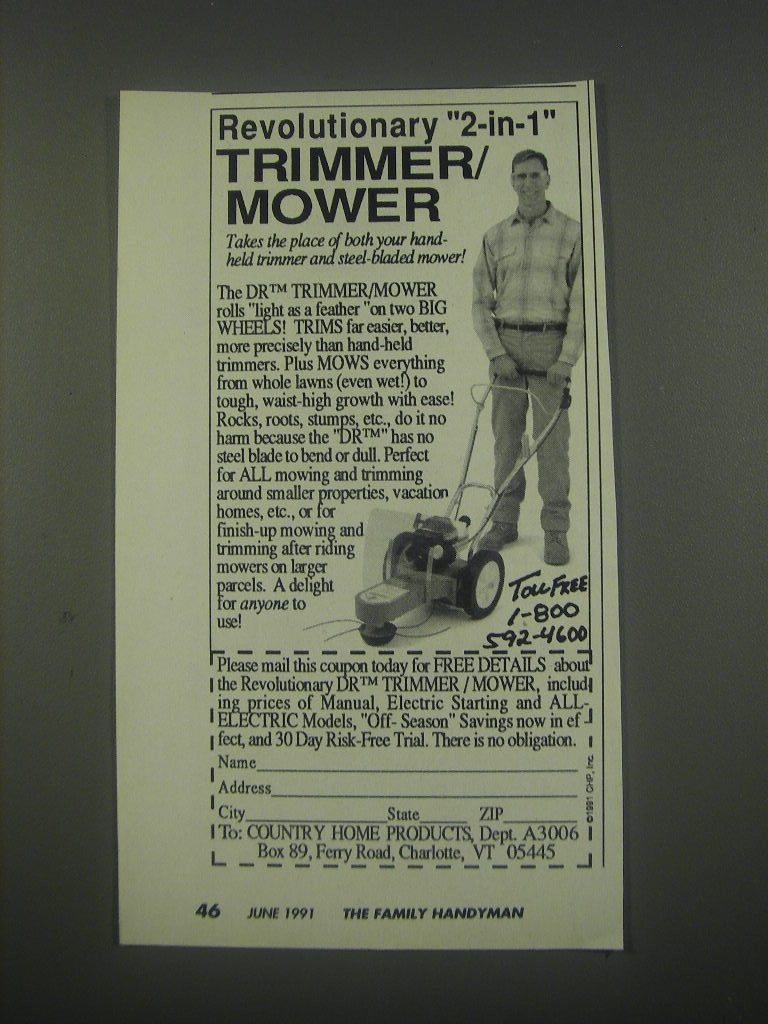 Revolutionary "2-in-1"
TRIMMER/
MOWER
Takes the place of both your hand-
held trimmer and steel-bladed mower!
The DR™ TRIMMER/MOWER
rolls "light as a feather "on two BIG
WHEELS! TRIMS far easier, better,
more precisely than hand-held
trimmers. Plus MOWS everything
from whole lawns (even wet!) to
tough, waist-high growth with ease!
Rocks, roots, stumps, etc., do it no
harm because the "DR™" has no
steel blade to bend or dull. Perfect
for ALL mowing and trimming
around smaller properties, vacation
homes, etc., or for
finish-up mowing and
trimming after riding
mowers on larger
parcels. A delight
for anyone to
use!
TOLL FREE
1-800
592-4600
Please mail this coupon today for FREE DETAILS about
the Revolutionary DR™ TRIMMER / MOWER, includ
ing prices of Manual, Electric Starting and ALL-
ELECTRIC Models, "Off- Season" Savings now in ef
fect, and 30 Day Risk-Free Trial. There is no obligation.
Name
Address
City State ZIP
To: COUNTRY HOME PRODUCTS, Dept. A3006
Box 89, Ferry Road, Charlotte, VT 05445
©1991 CHP, Inc.
46 JUNE 1991 THE FAMILY HANDYMAN